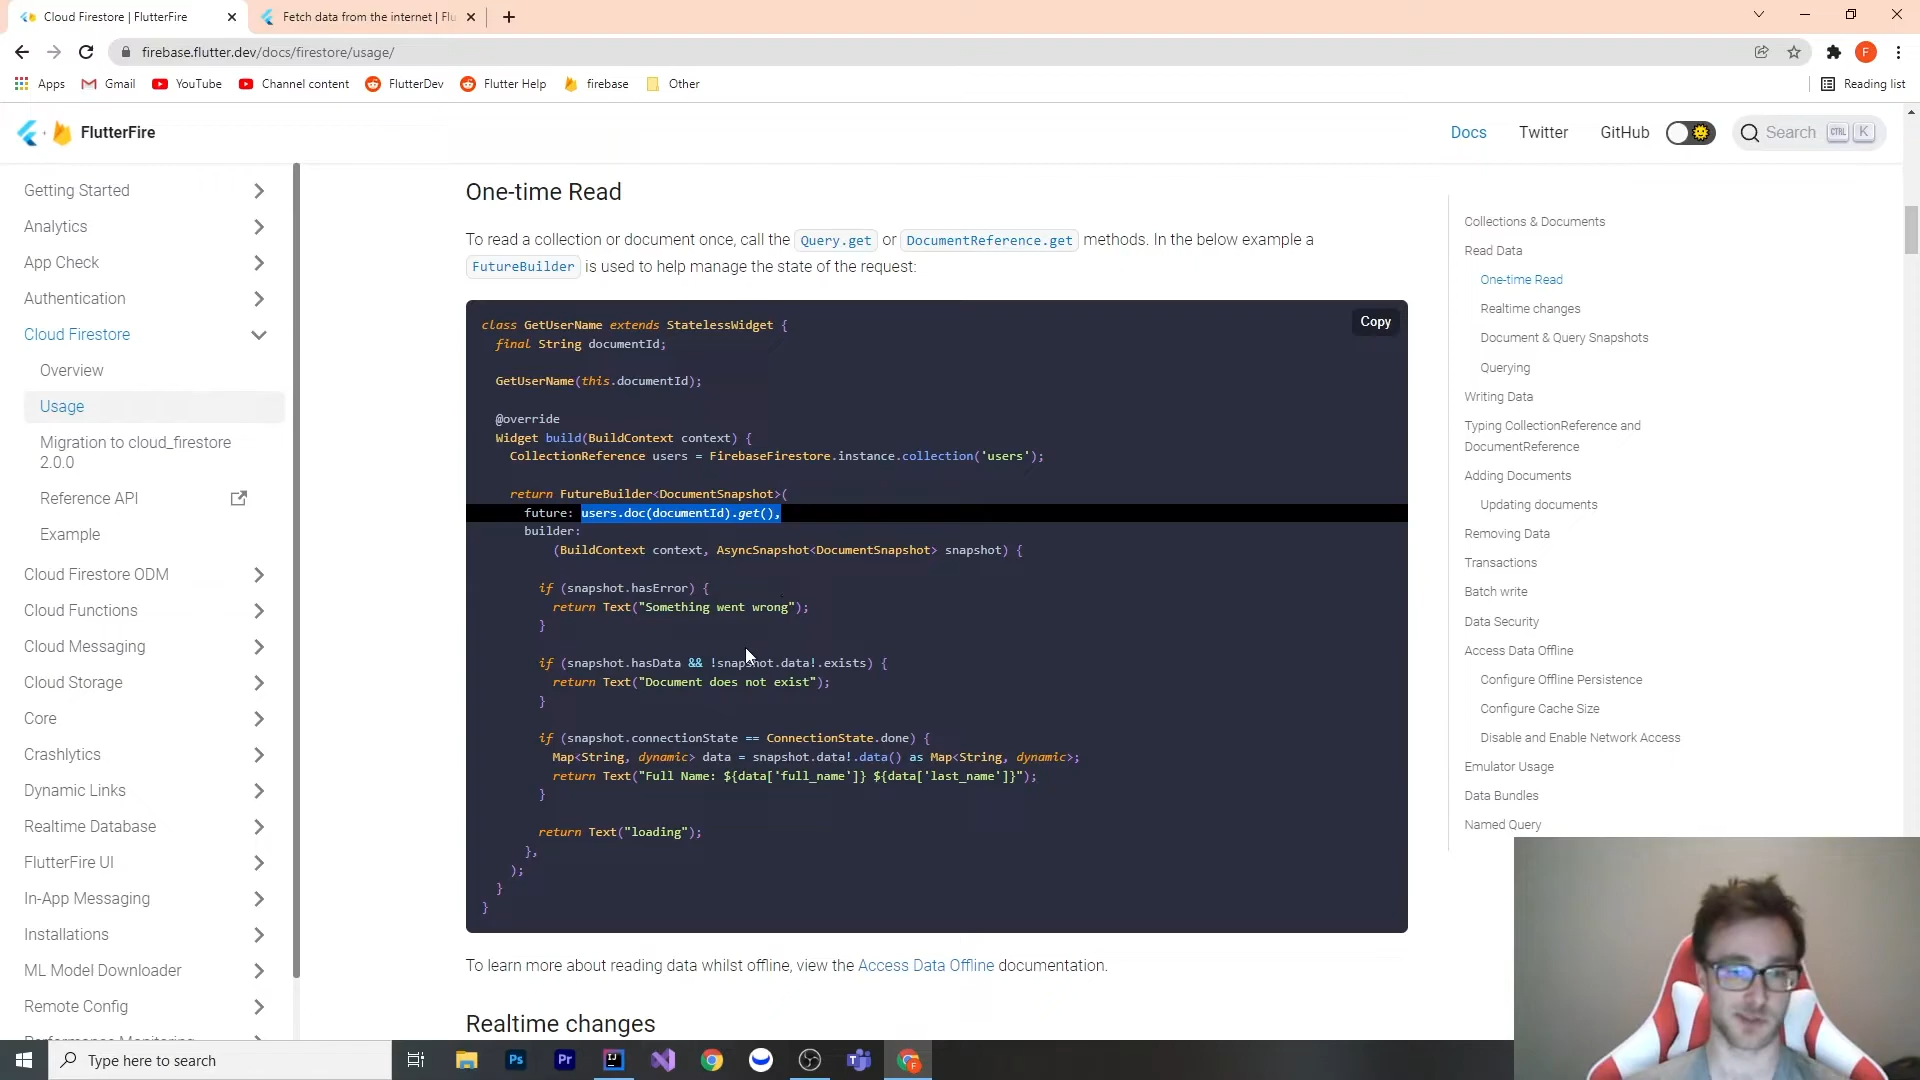 Cloud Firestore | FlutterFire
Fetch data from the internet | Flu
firebase.flutter.dev/docs/firestore/usage/
F
Apps
Gmail
YouTube
Channel content
FlutterDev
Flutter Help
firebase
Other
Reading list
FlutterFire
Docs
Twitter
GitHub
Search CTRL K
Getting Started
Analytics
App Check
Authentication
Cloud Firestore
Overview
Usage
Migration to cloud_firestore
2.0.0
Reference API
Example
Cloud Firestore ODM
Cloud Functions
Cloud Messaging
Cloud Storage
Core
Crashlytics
Dynamic Links
Realtime Database
FlutterFire UI
In-App Messaging
Installations
ML Model Downloader
Remote Config
Performance Monitoring
One-time Read
To read a collection or document once, call the Query.get or DocumentReference.get methods. In the below example a
FutureBuilder is used to help manage the state of the request:
Copy
class GetUserName extends StatelessWidget {
final String documentId;
GetUserName(this.documentId);
@override
Widget build(BuildContext context) {
CollectionReference users = FirebaseFirestore.instance.collection('users');
return FutureBuilder<DocumentSnapshot>(
future: users.doc(documentId).get(),
builder:
(BuildContext context, AsyncSnapshot<DocumentSnapshot> snapshot) {
if (snapshot.hasError) {
return Text("Something went wrong");
}
if (snapshot.hasData && !snapshot.data!.exists) {
return Text("Document does not exist");
}
if (snapshot.connectionState == ConnectionState.done) {
Map<String, dynamic> data = snapshot.data!.data() as Map<String, dynamic>;
return Text("Full Name: ${data['full_name']} ${data['last_name']}");
}
return Text("loading");
},
);
}
}
To learn more about reading data whilst offline, view the Access Data Offline documentation.
Realtime changes
Collections & Documents
Read Data
One-time Read
Realtime changes
Document & Query Snapshots
Querying
Writing Data
Typing CollectionReference and
DocumentReference
Adding Documents
Updating documents
Removing Data
Transactions
Batch write
Data Security
Access Data Offline
Configure Offline Persistence
Configure Cache Size
Disable and Enable Network Access
Emulator Usage
Data Bundles
Named Query
Type here to search
Ps
Pr
IJ
T
F